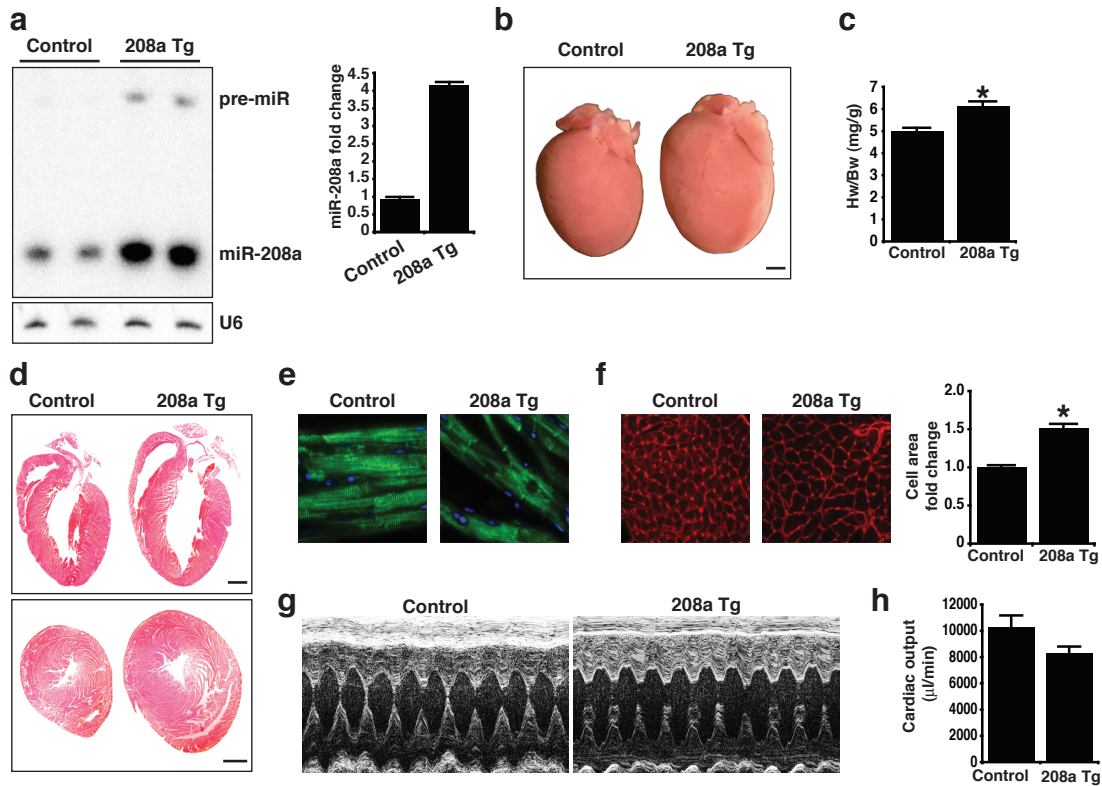 a
Control 208a Tg
pre-miR
miR-208a
U6
miR-208a fold change
4.5
4
3.5
3
2.5
2
1.5
1
0.5
0
Control
208a Tg
b
Control 208a Tg
c
Hw/Bw (mg/g)
7
6
5
4
3
2
1
0
*
Control 208a Tg
d
Control 208a Tg
e
Control 208a Tg
f
Control 208a Tg
Cell area
fold change
2.0
1.5
1.0
0.5
0
*
Control 208a Tg
g
Control 208a Tg
h
Cardiac output
(μl/min)
12000
10000
8000
6000
4000
2000
0
Control 208a Tg